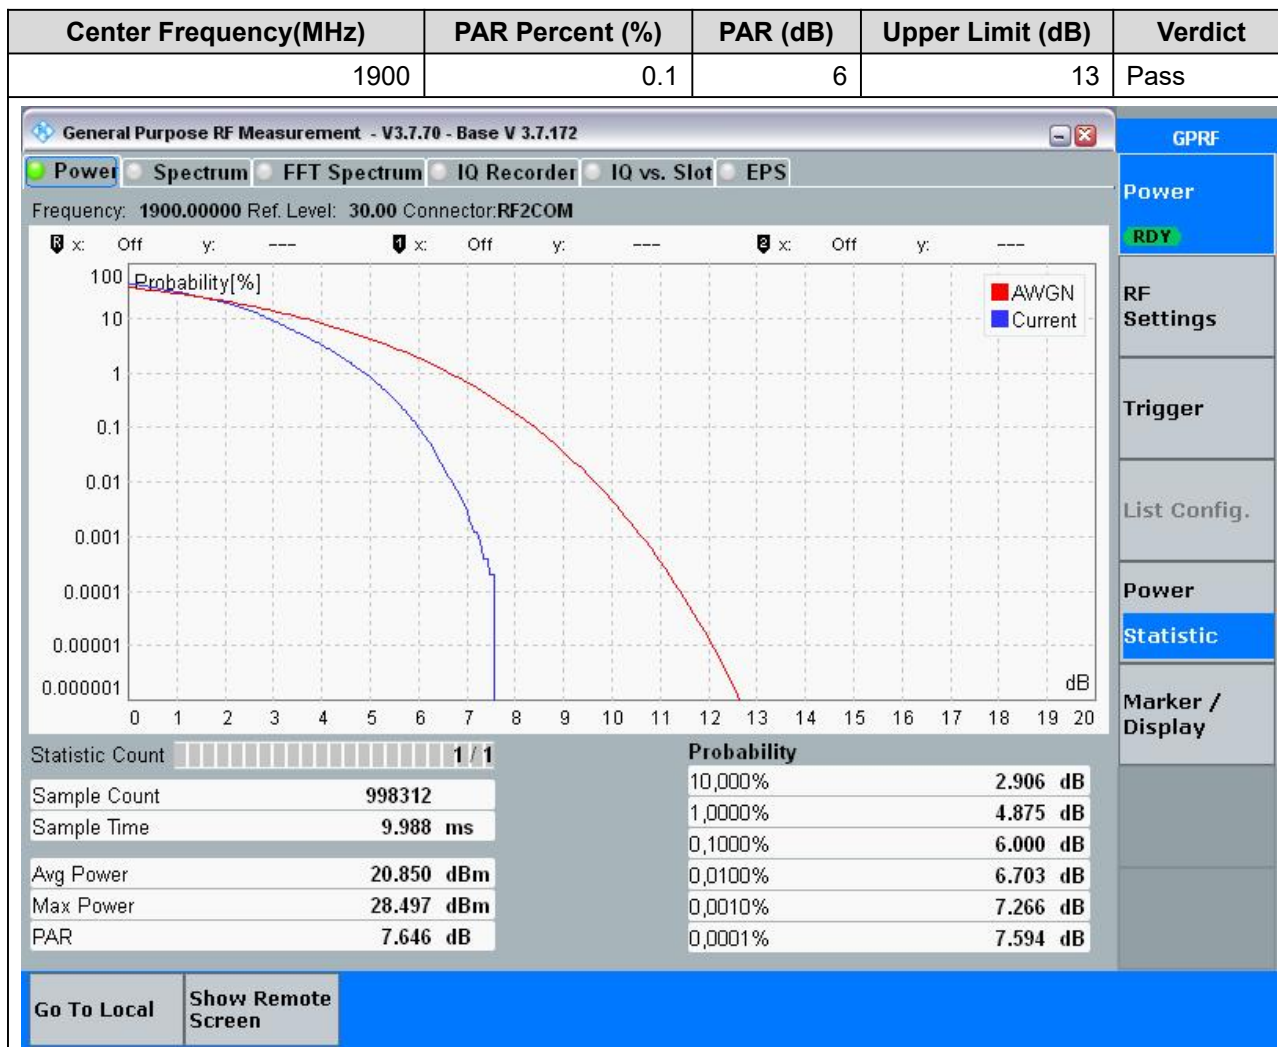 Center Frequency(MHz) PAR Percent (%) PAR (dB) Upper Limit (dB) Verdict
1900 0.1 6 13 Pass
General Purpose RF Measurement - V3.7.70 - Base V 3.7.172
GPRF
Power Spectrum FFT Spectrum IQ Recorder IQ vs. Slot EPS
Frequency: 1900.00000 Ref. Level: 30.00 Connector:RF2COM
R x: Off y: --- 1 x: Off y: --- 2 x: Off y: ---
Probability[%]
100
10
1
0.1
0.01
0.001
0.0001
0.00001
0.000001
AWGN
Current
dB
0 1 2 3 4 5 6 7 8 9 10 11 12 13 14 15 16 17 18 19 20
Statistic Count 1 / 1
Sample Count 998312
Sample Time 9.988 ms
Avg Power 20.850 dBm
Max Power 28.497 dBm
PAR 7.646 dB
Probability
10,000% 2.906 dB
1,0000% 4.875 dB
0,1000% 6.000 dB
0,0100% 6.703 dB
0,0010% 7.266 dB
0,0001% 7.594 dB
Power
RDY
RF
Settings
Trigger
List Config.
Power
Statistic
Marker /
Display
Go To Local
Show Remote
Screen